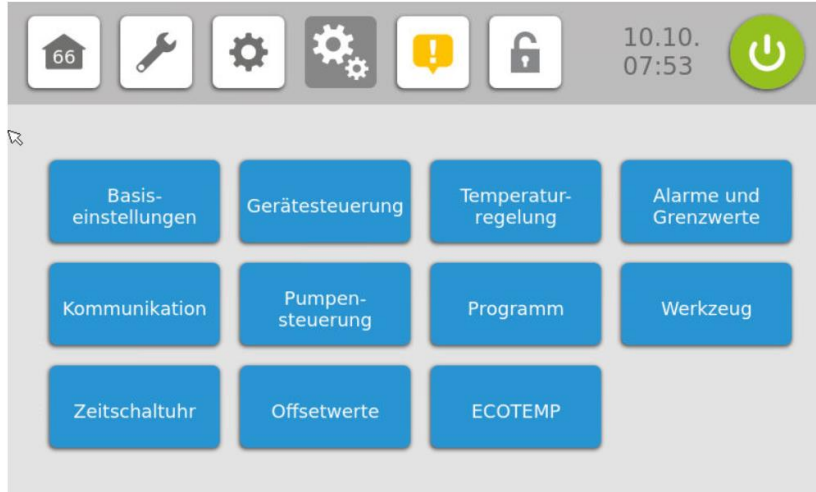 66
10.10.
07:53
Basis-
einstellungen
Gerätesteuerung
Temperatur-
regelung
Alarme und
Grenzwerte
Kommunikation
Pumpen-
steuerung
Programm
Werkzeug
Zeitschaltuhr
Offsetwerte
ECOTEMP